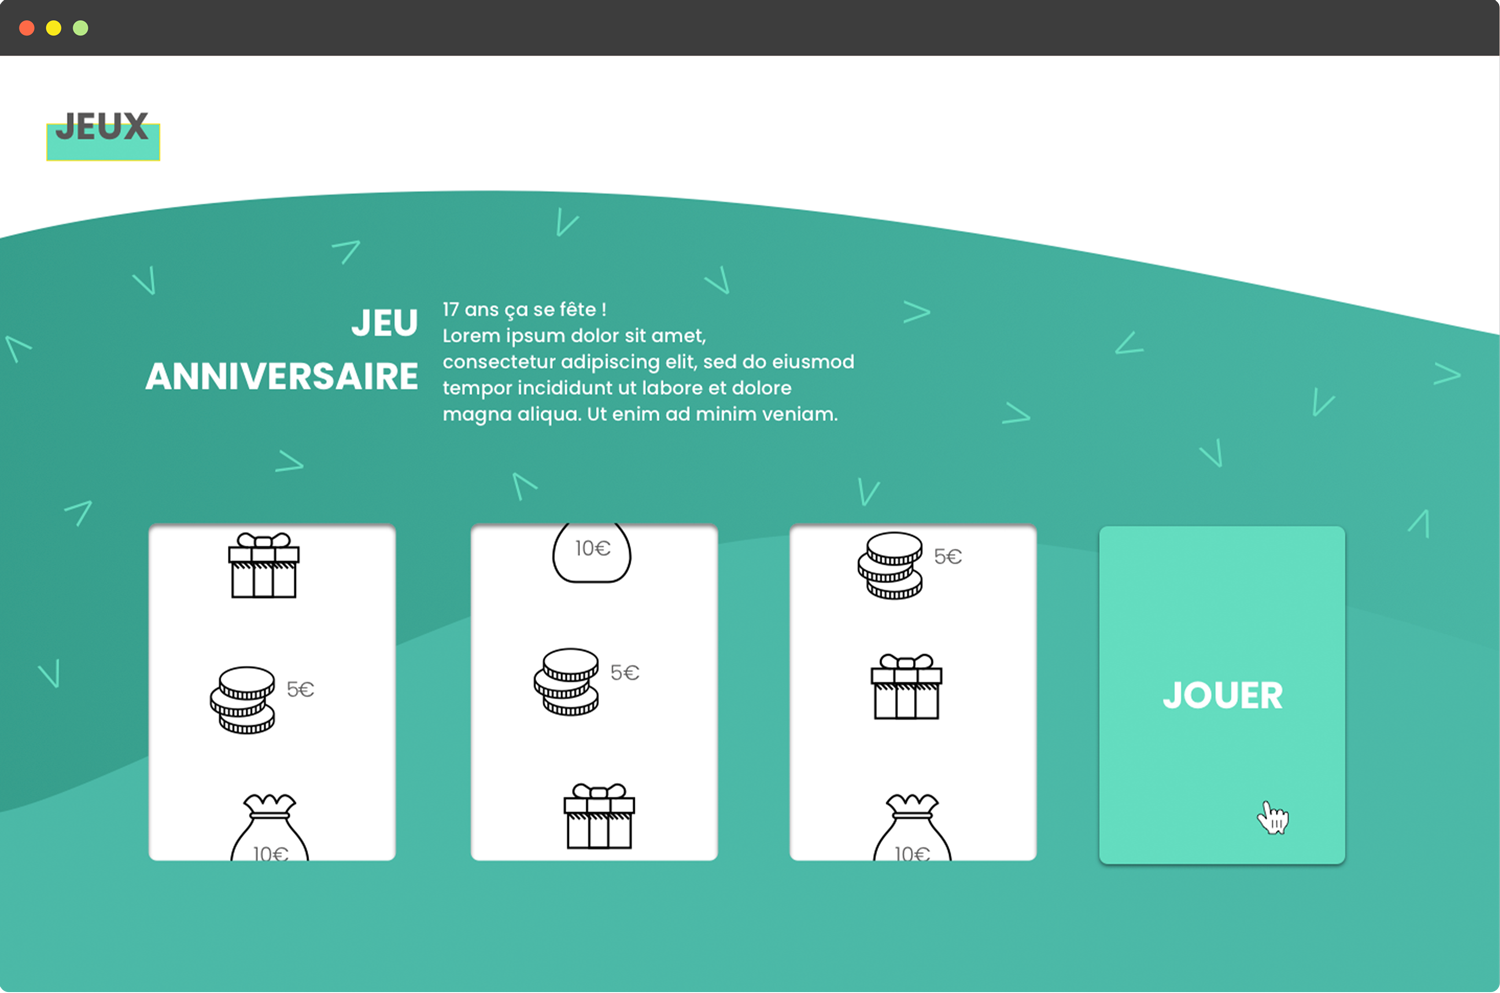 JEUX
JEU
ANNIVERSAIRE
17 ans ça se fête !
Lorem ipsum dolor sit amet,
consectetur adipiscing elit, sed do eiusmod
tempor incididunt ut labore et dolore
magna aliqua. Ut enim ad minim veniam.
5€
10€
10€
5€
5€
10€
JOUER